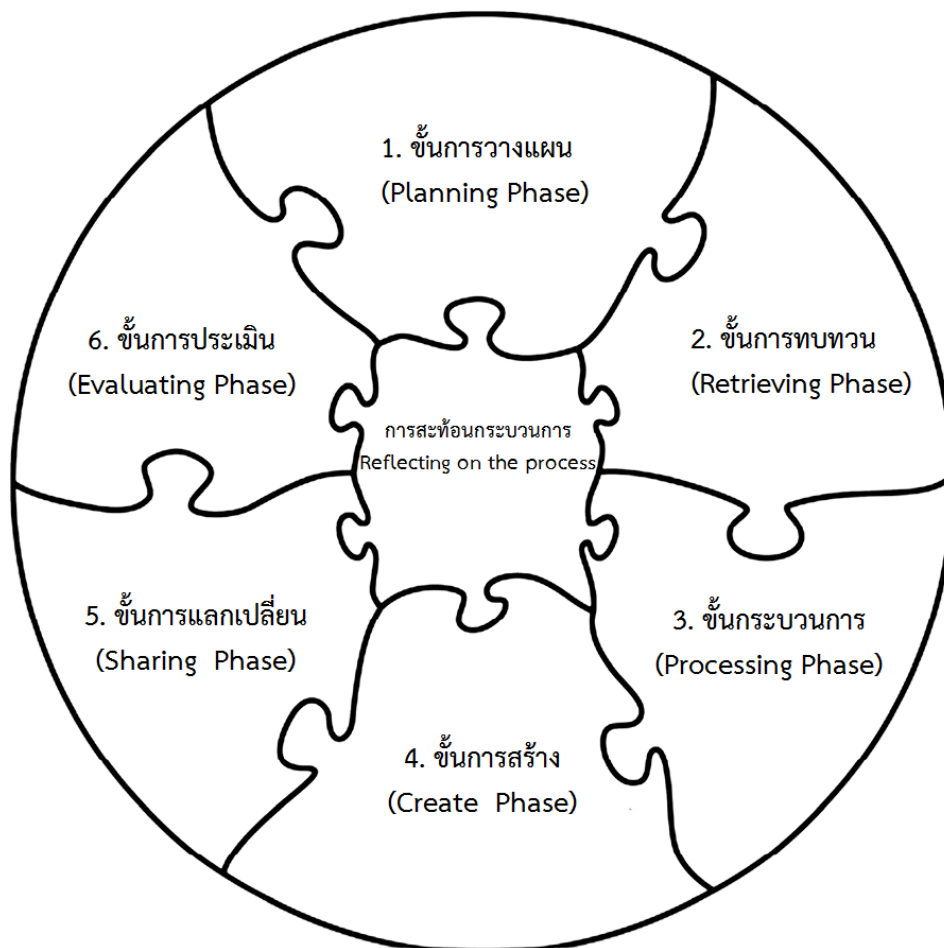 1. ขั้นการวางแผน
(Planning Phase)
2. ขั้นการทบทวน
(Retrieving Phase)
3. ขั้นกระบวนการ
(Processing Phase)
4. ขั้นการสร้าง
(Create Phase)
5. ขั้นการแลกเปลี่ยน
(Sharing Phase)
6. ขั้นการประเมิน
(Evaluating Phase)
การสะท้อนกระบวนการ
Reflecting on the process